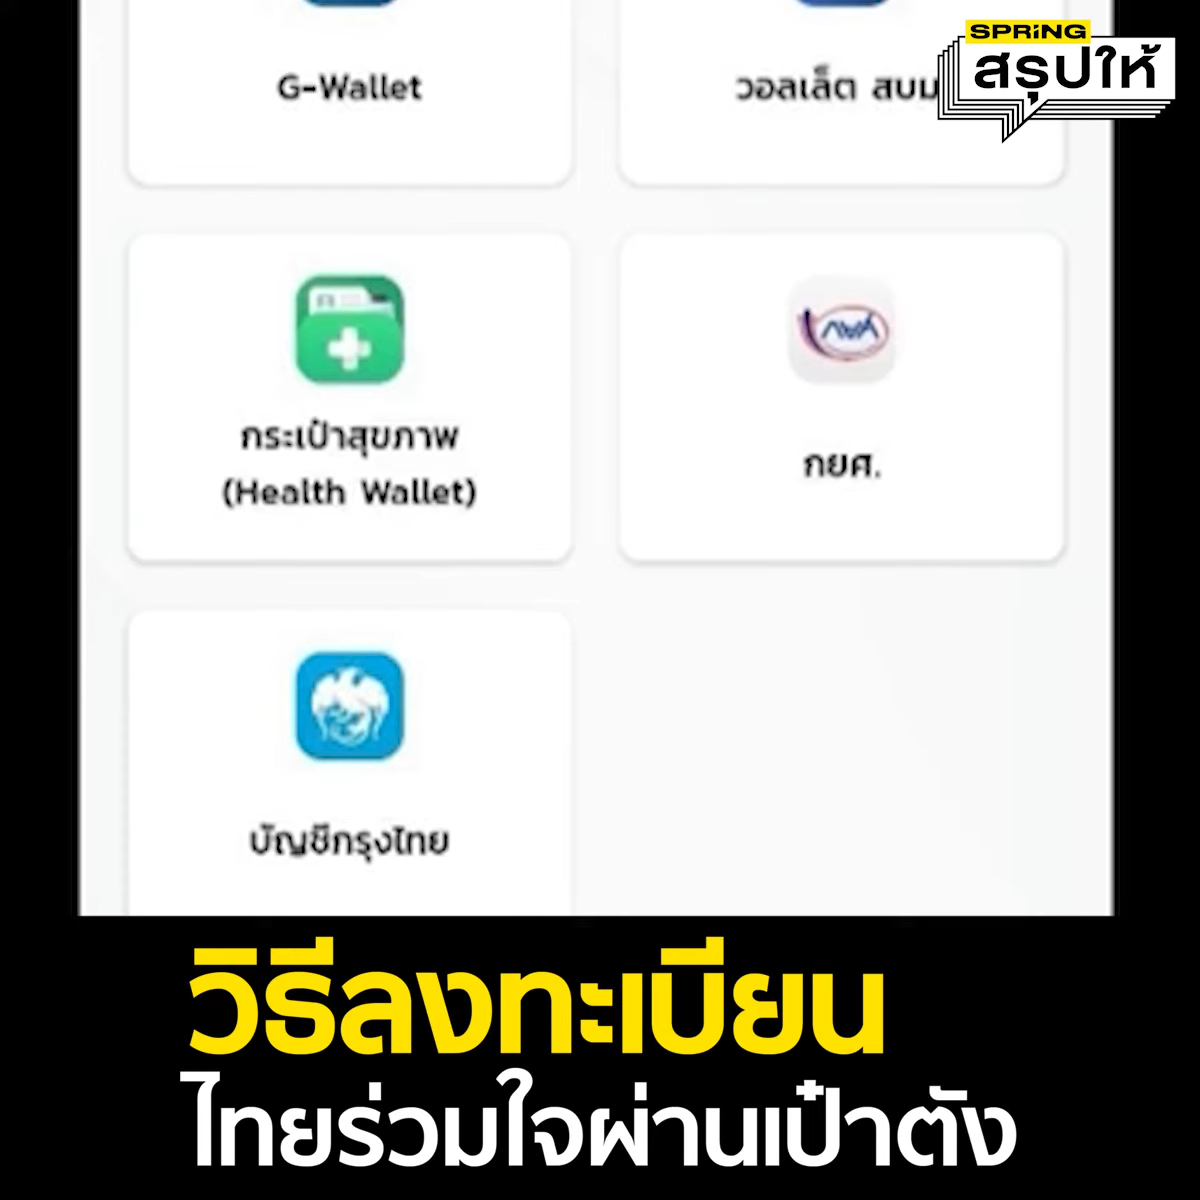 SPRiNG
สรุปให้
G-Wallet
วอลเล็ต สบม
กระเป๋าสุขภาพ
(Health Wallet)
กยศ.
บัญชีกรุงไทย
วิธีลงทะเบียน
ไทยร่วมใจผ่านเป๋าตัง